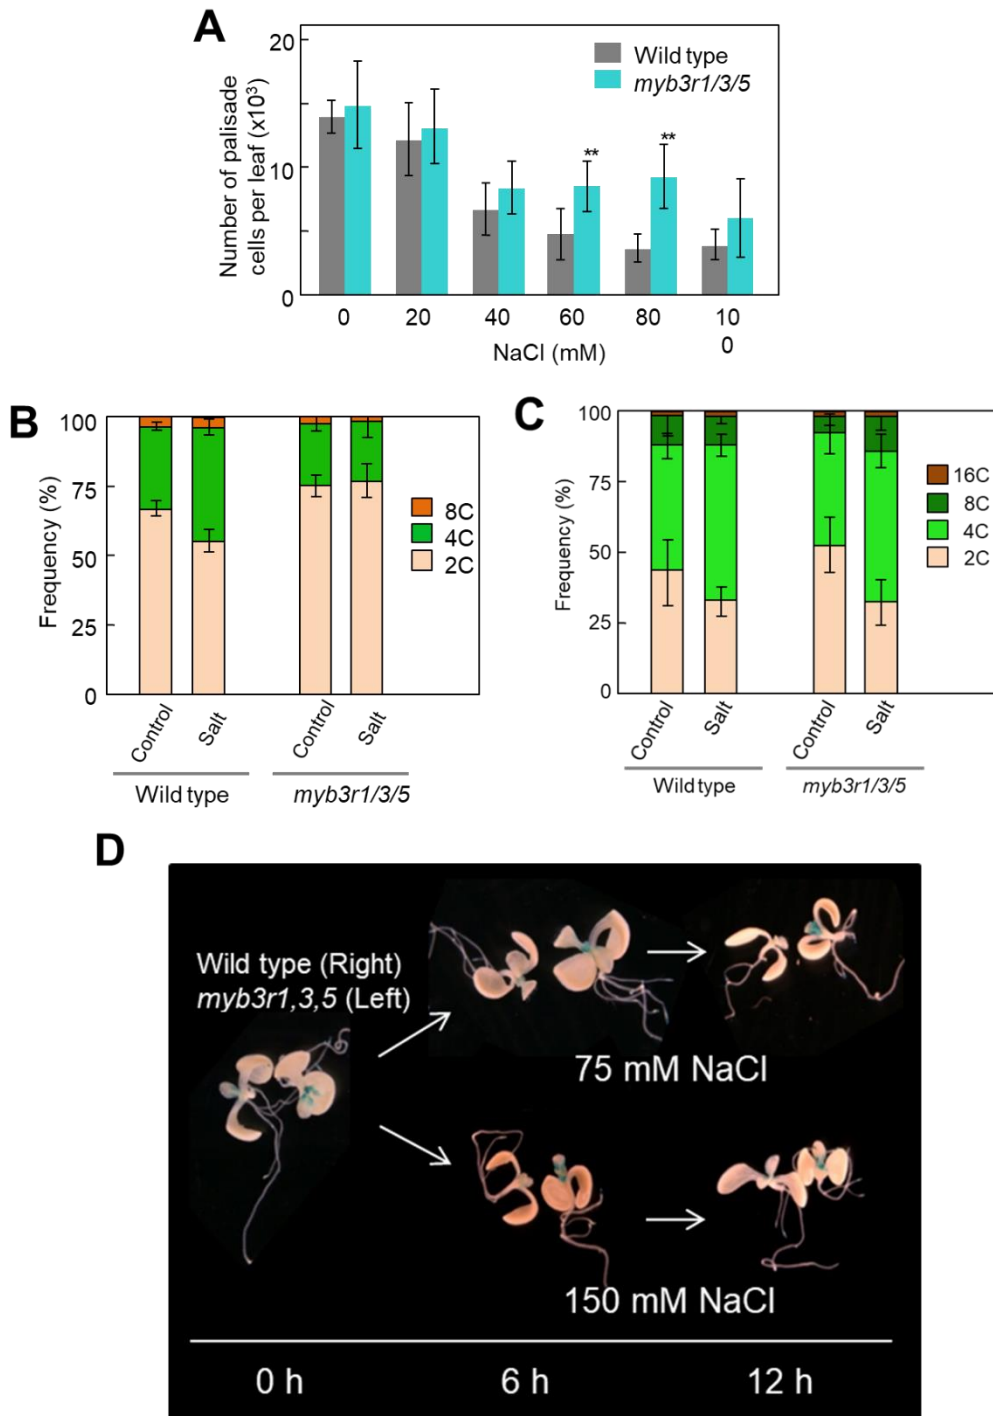 A
20
10
0
Number of palisade
cells per leaf (x10³)
Wild type
myb3r1/3/5
**
**
0 20 40 60 80 10
0
NaCl (mM)
B
100
75
50
25
0
Frequency (%)
8C
4C
2C
Control Salt Control Salt
Wild type myb3r1/3/5
C
100
75
50
25
0
Frequency (%)
16C
8C
4C
2C
Control Salt Control Salt
Wild type myb3r1/3/5
D
Wild type (Right)
myb3r1,3,5 (Left)
75 mM NaCl
150 mM NaCl
0 h 6 h 12 h